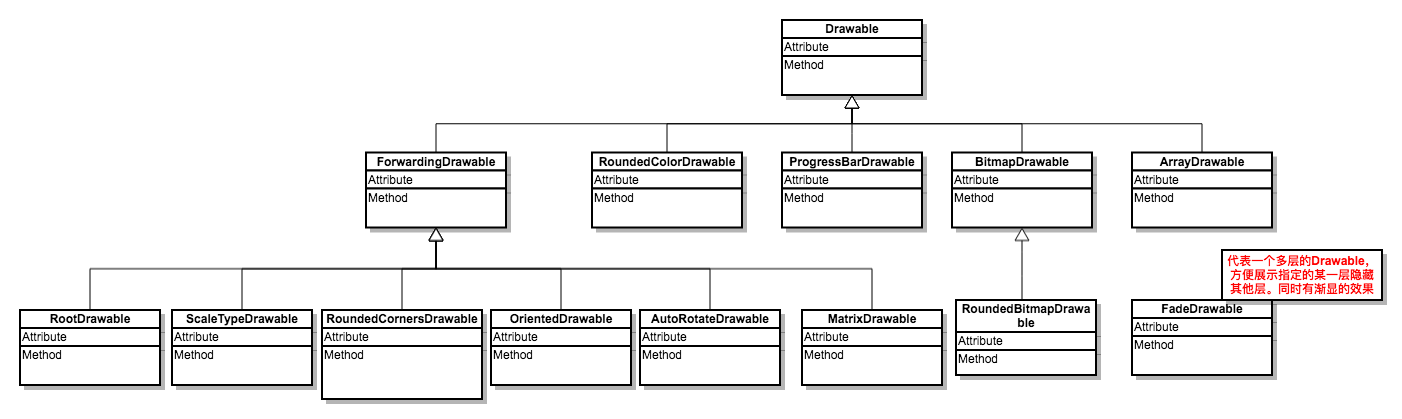 Drawable
Attribute
Method
ForwardingDrawable
Attribute
Method
RoundedColorDrawable
Attribute
Method
ProgressBarDrawable
Attribute
Method
BitmapDrawable
Attribute
Method
ArrayDrawable
Attribute
Method
代表一个多层的Drawable，
方便展示指定的某一层隐藏
其他层。同时有渐显的效果
RootDrawable
Attribute
Method
ScaleTypeDrawable
Attribute
Method
RoundedCornersDrawable
Attribute
Method
OrientedDrawable
Attribute
Method
AutoRotateDrawable
Attribute
Method
MatrixDrawable
Attribute
Method
RoundedBitmapDrawa
ble
Attribute
Method
FadeDrawable
Attribute
Method